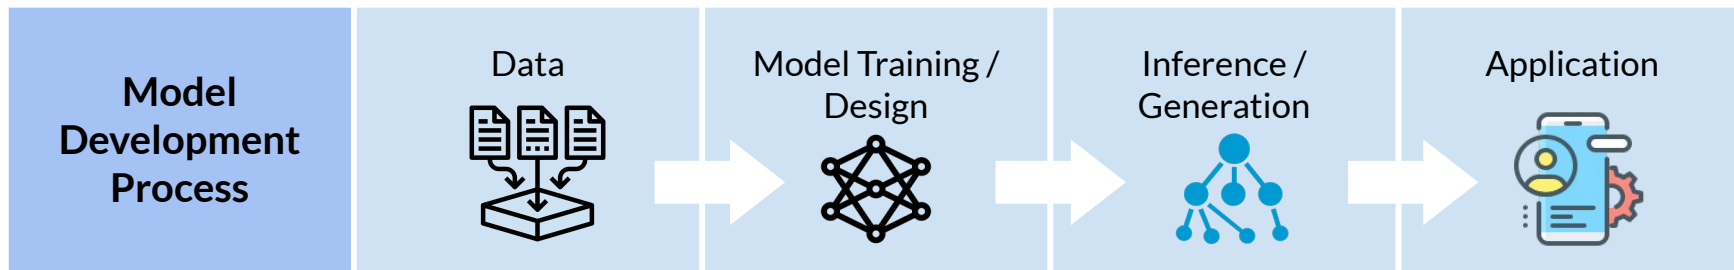 Model
Development
Process
Data
Model Training /
Design
Inference /
Generation
Application